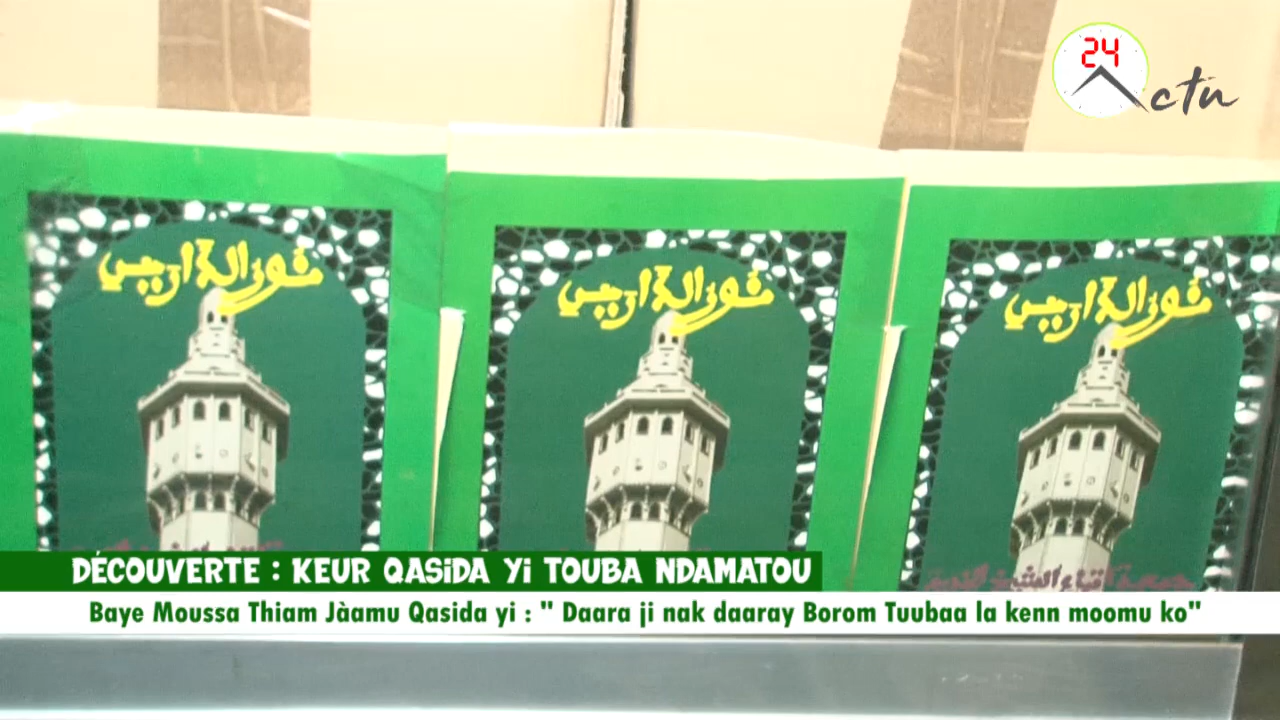 24
Actu
نور الدارين
نور الدارين
نور الدارين
DÉCOUVERTE : KEUR QASIDA Yi TOUBA NDAMATOU
Baye Moussa Thiam Jàamu Qasida yi : " Daara ji nak daaray Borom Tuubaa la kenn moomu ko"